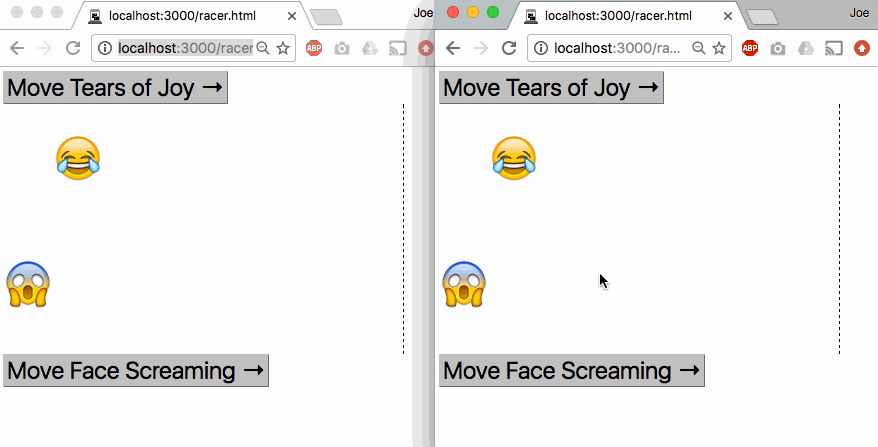 localhost:3000/racer.html
Joe
localhost:3000/racer
ABP
Move Tears of Joy →
Move Face Screaming →
localhost:3000/racer.html
Joe
localhost:3000/ra...
ABP
Move Tears of Joy →
Move Face Screaming →